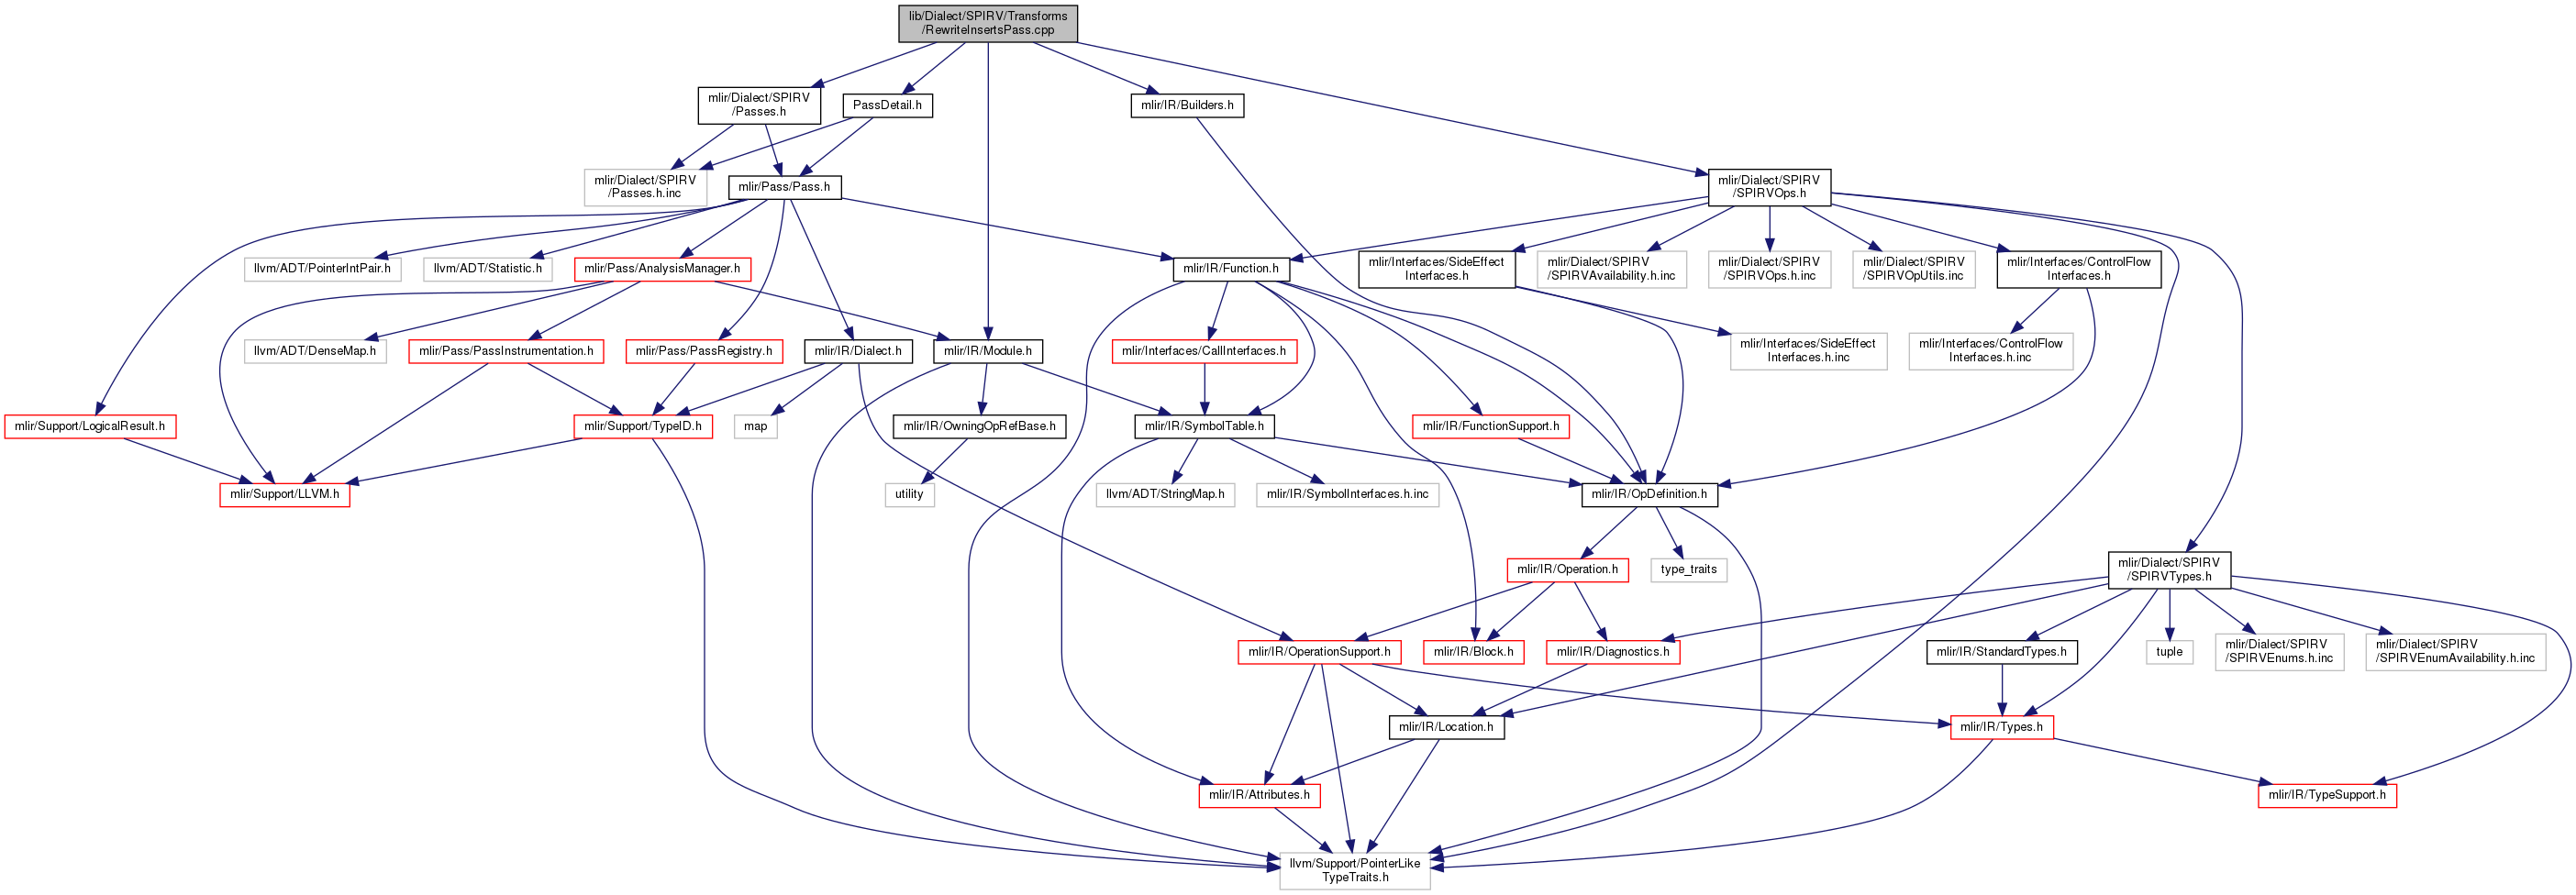 lib/Dialect/SPIRV/Transforms
/RewriteInsertsPass.cpp
mlir/Dialect/SPIRV
/Passes.h
PassDetail.h
mlir/IR/Builders.h
mlir/Dialect/SPIRV
/Passes.h.inc
mlir/Pass/Pass.h
mlir/Dialect/SPIRV
/SPIRVOps.h
llvm/ADT/PointerIntPair.h
llvm/ADT/Statistic.h
mlir/Pass/AnalysisManager.h
mlir/IR/Function.h
mlir/Interfaces/SideEffect
Interfaces.h
mlir/Dialect/SPIRV
/SPIRVAvailability.h.inc
mlir/Dialect/SPIRV
/SPIRVOps.h.inc
mlir/Dialect/SPIRV
/SPIRVOpUtils.inc
mlir/Interfaces/ControlFlow
Interfaces.h
llvm/ADT/DenseMap.h
mlir/Pass/PassInstrumentation.h
mlir/Pass/PassRegistry.h
mlir/IR/Dialect.h
mlir/IR/Module.h
mlir/Interfaces/CallInterfaces.h
mlir/Interfaces/SideEffect
Interfaces.h.inc
mlir/Interfaces/ControlFlow
Interfaces.h.inc
mlir/Support/LogicalResult.h
mlir/Support/TypeID.h
map
mlir/IR/OwningOpRefBase.h
mlir/IR/SymbolTable.h
mlir/IR/FunctionSupport.h
mlir/Support/LLVM.h
utility
llvm/ADT/StringMap.h
mlir/IR/SymbolInterfaces.h.inc
mlir/IR/OpDefinition.h
mlir/IR/Operation.h
type_traits
mlir/Dialect/SPIRV
/SPIRVTypes.h
mlir/IR/OperationSupport.h
mlir/IR/Block.h
mlir/IR/Diagnostics.h
mlir/IR/StandardTypes.h
tuple
mlir/Dialect/SPIRV
/SPIRVEnums.h.inc
mlir/Dialect/SPIRV
/SPIRVEnumAvailability.h.inc
mlir/IR/Location.h
mlir/IR/Types.h
mlir/IR/Attributes.h
mlir/IR/TypeSupport.h
llvm/Support/PointerLike
TypeTraits.h